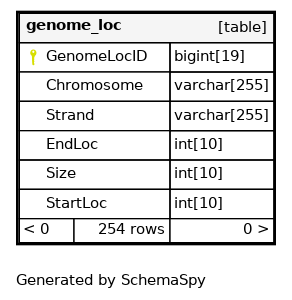 genome_loc [table]
GenomeLocID bigint[19]
Chromosome varchar[255]
Strand varchar[255]
EndLoc int[10]
Size int[10]
StartLoc int[10]
< 0 254 rows 0 >
Generated by SchemaSpy